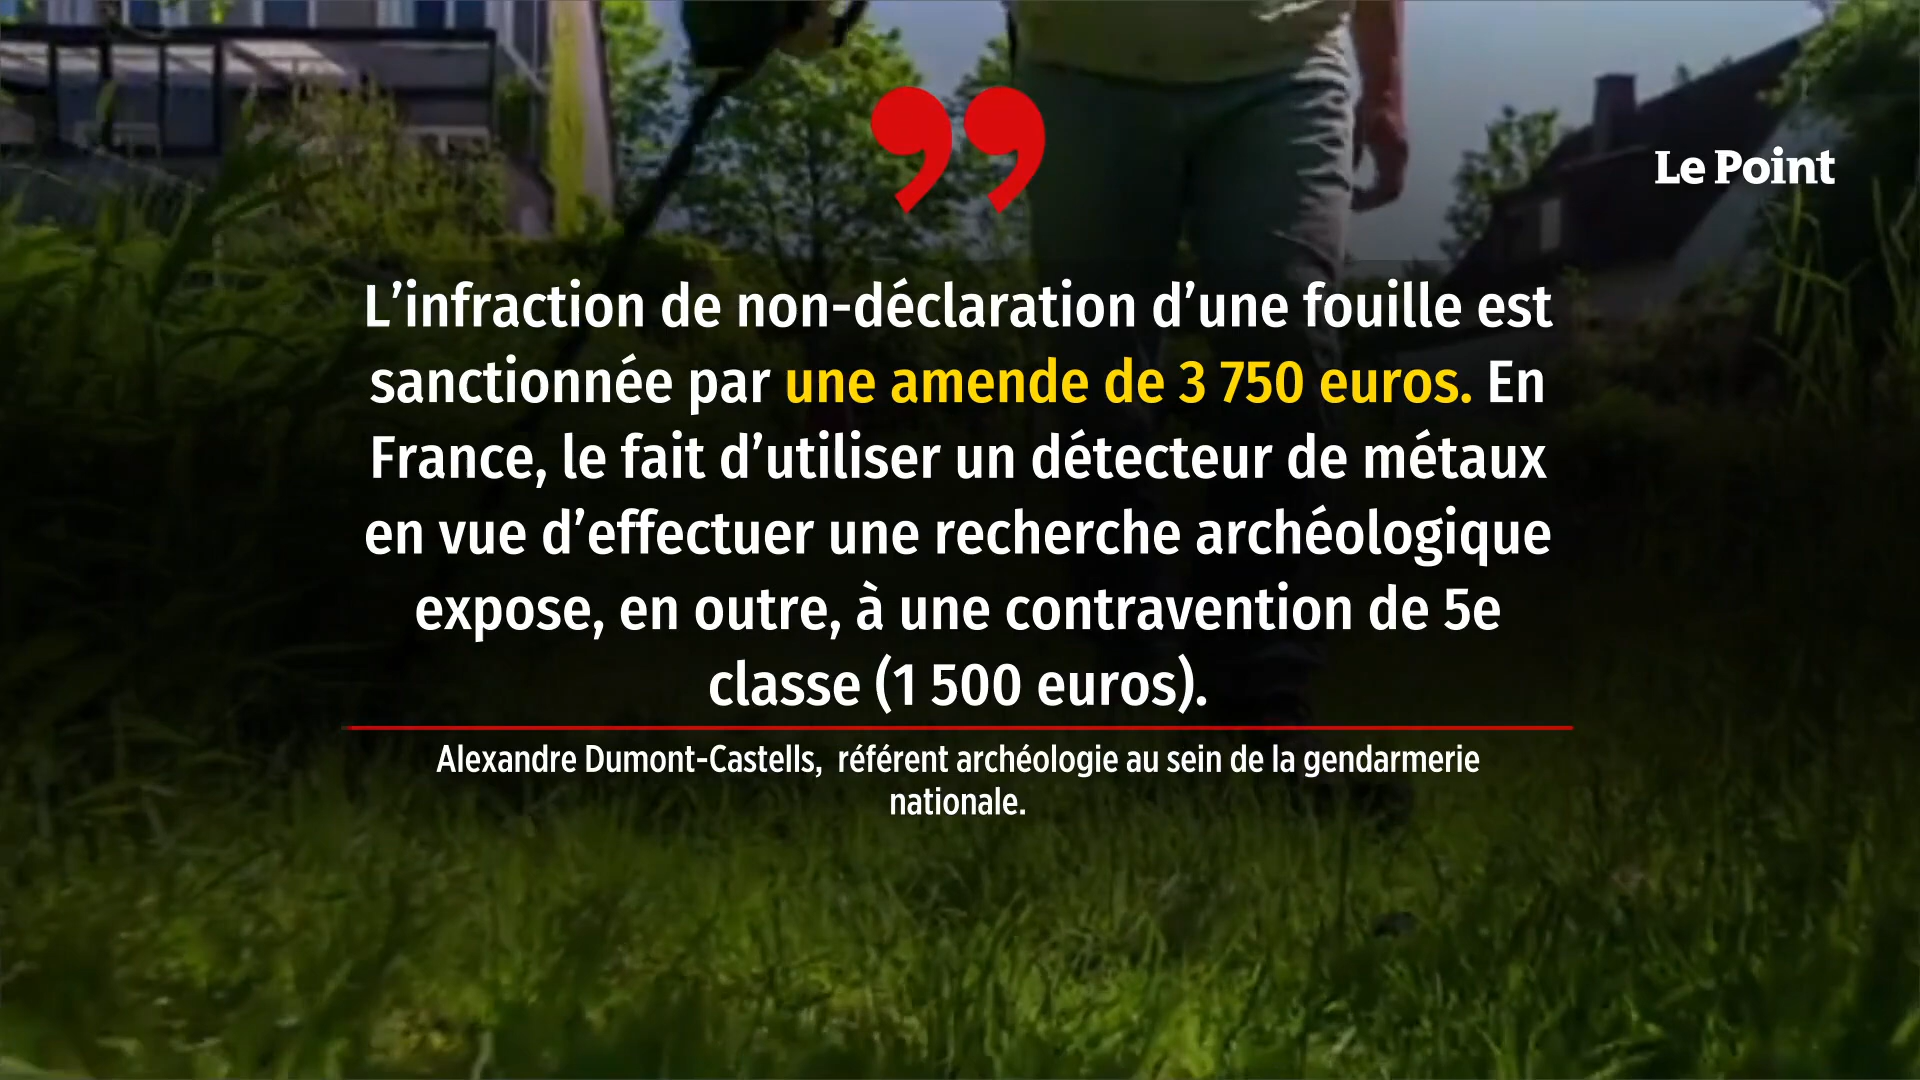 Le Point
L’infraction de non-déclaration d’une fouille est
sanctionnée par une amende de 3 750 euros. En
France, le fait d’utiliser un détecteur de métaux
en vue d’effectuer une recherche archéologique
expose, en outre, à une contravention de 5e
classe (1 500 euros).
Alexandre Dumont-Castells,  référent archéologie au sein de la gendarmerie
nationale.